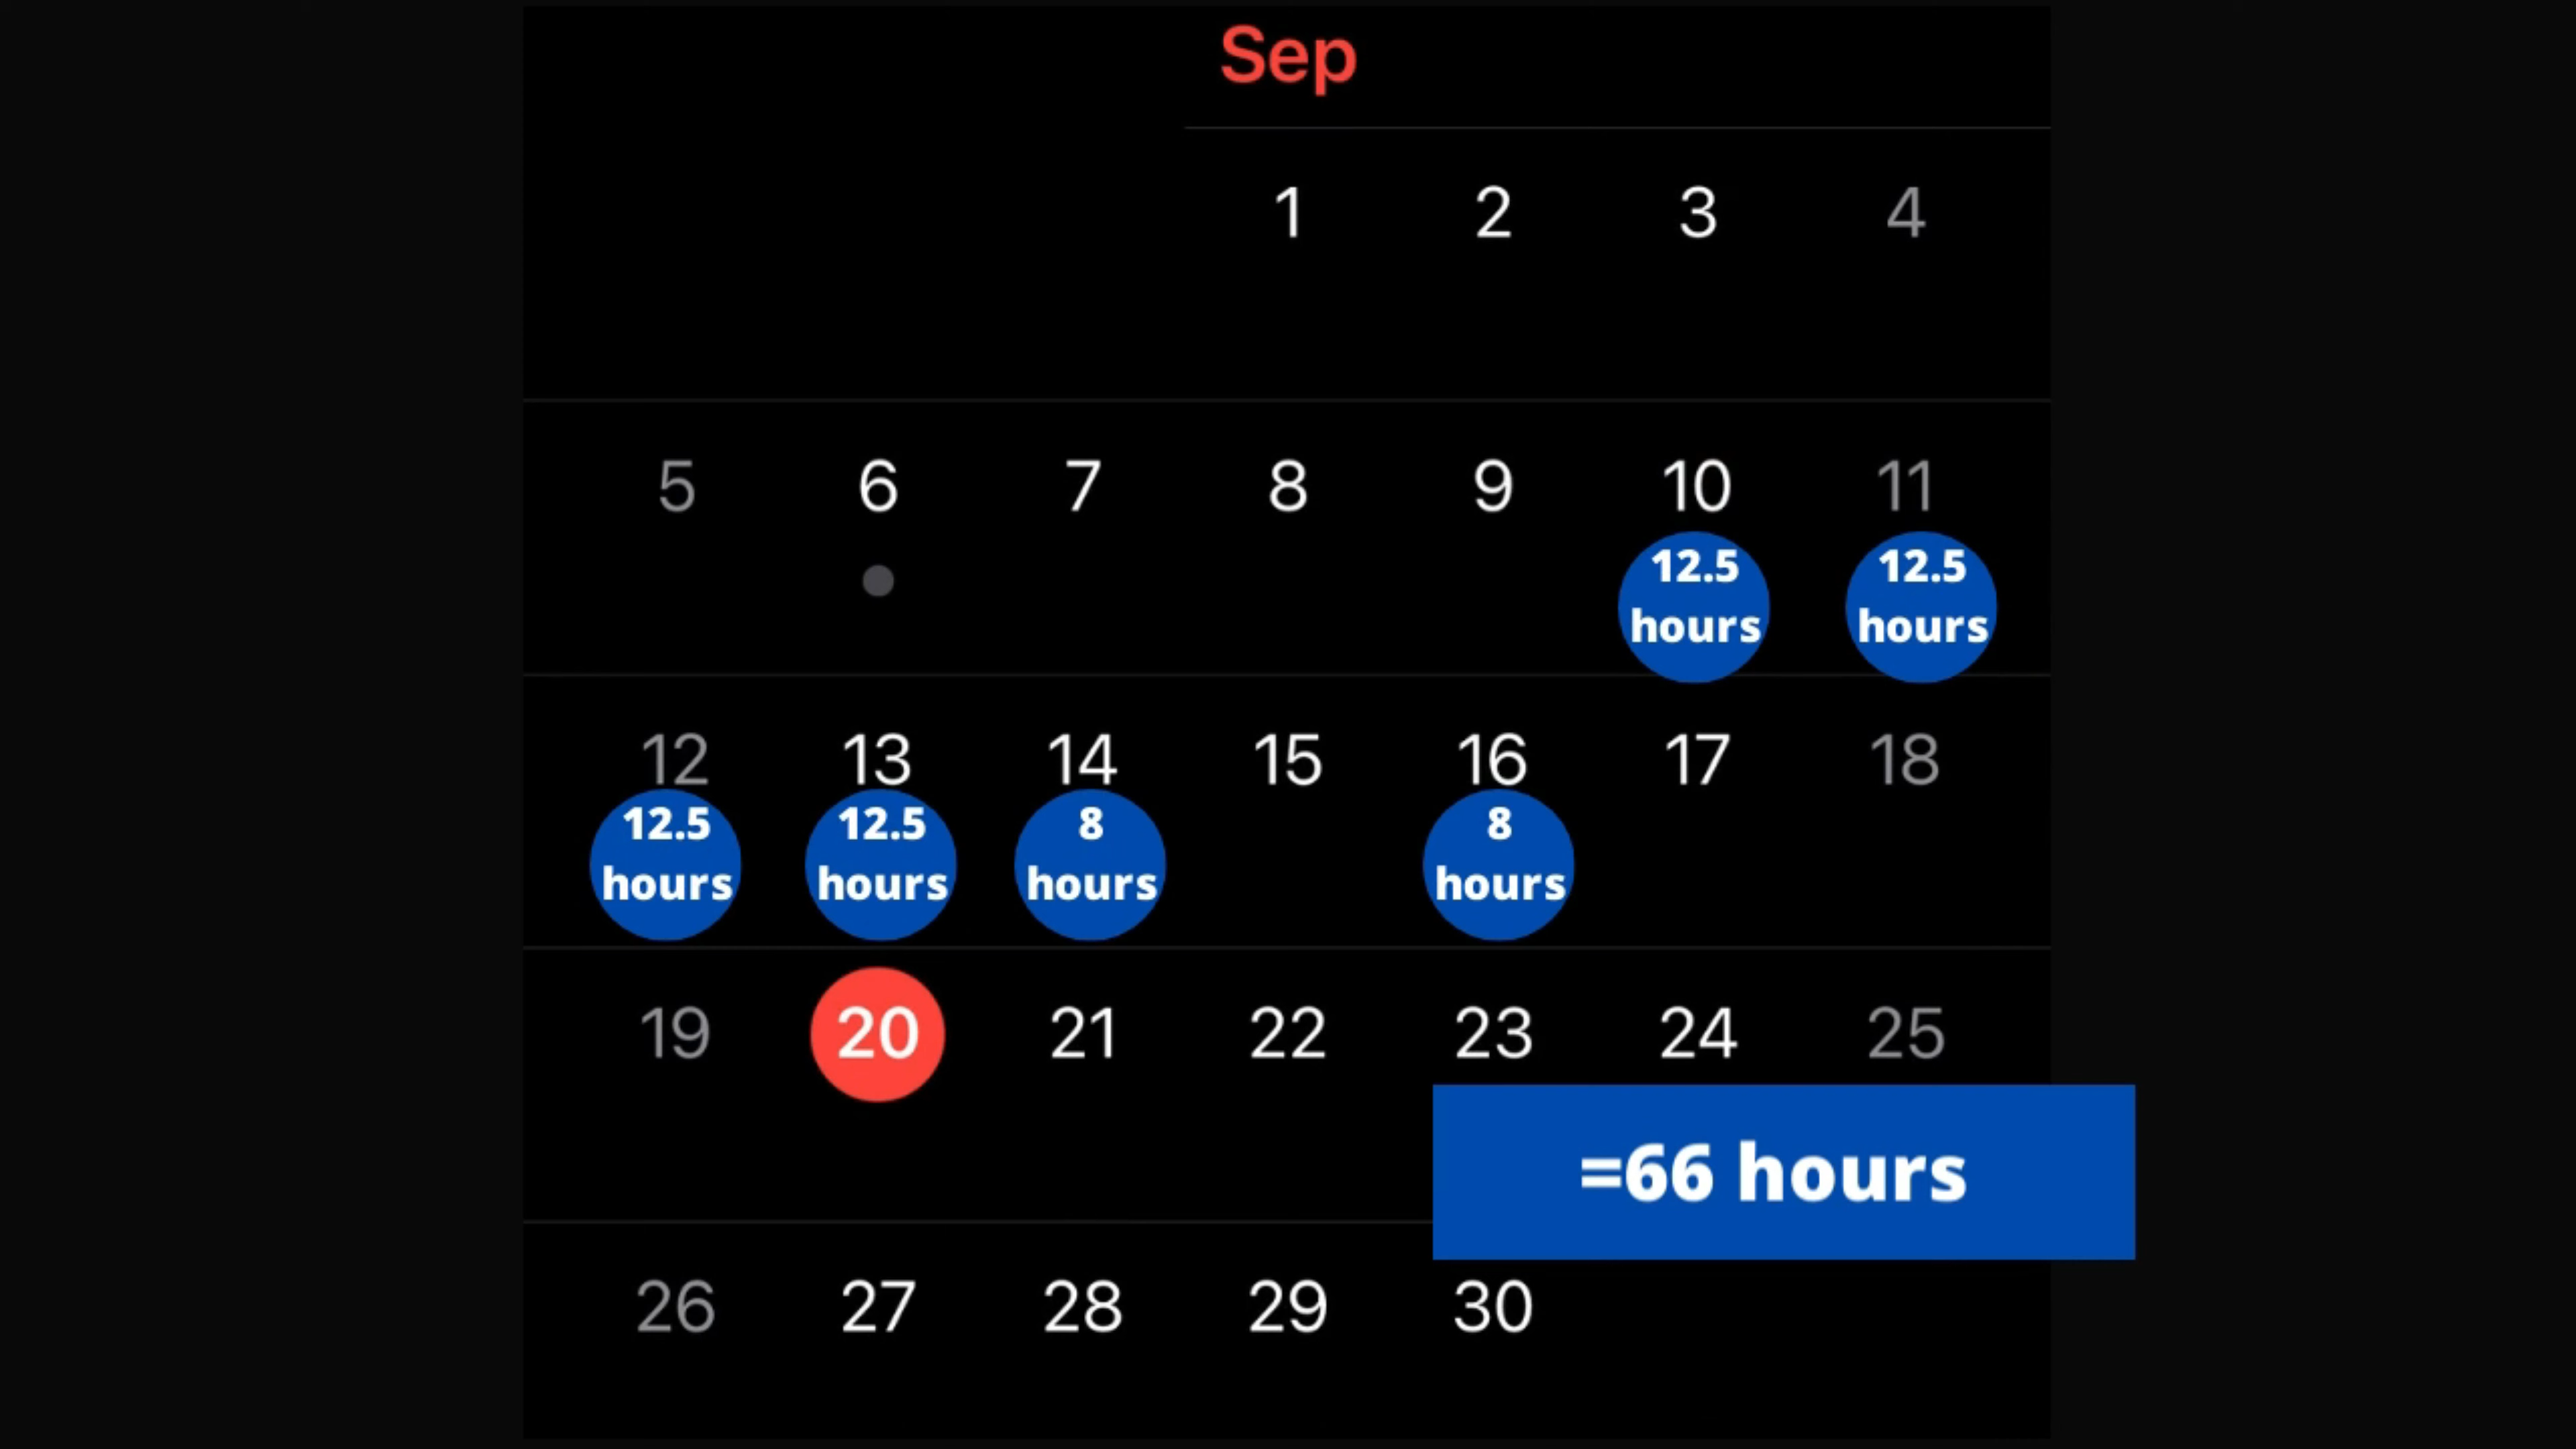 Sep
1 2 3 4
5 6 7 8 9 10 11
12.5 hours 12.5 hours
12 13 14 15 16 17 18
12.5 hours 12.5 hours 8 hours 8 hours
19 20 21 22 23 24 25
=66 hours
26 27 28 29 30